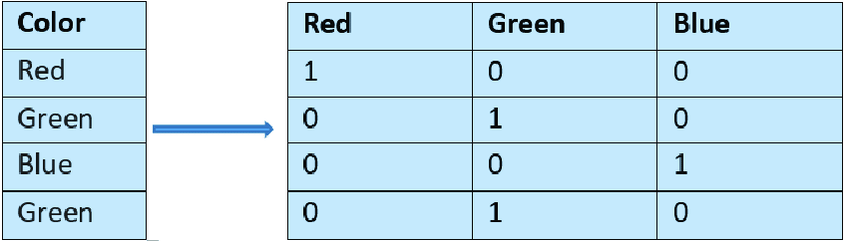 Color Red Green Blue
Red 1 0 0
Green 0 1 0
Blue 0 0 1
Green 0 1 0